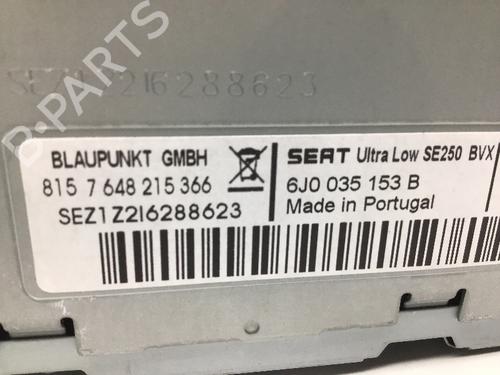 SEZ1Z2I6288623
B-PARTS
BLAUPUNKT GMBH
815 7 648 215 366
SEZ1Z2I6288623
SEAT Ultra Low SE250 BVX
6J0 035 153 B
Made in Portugal